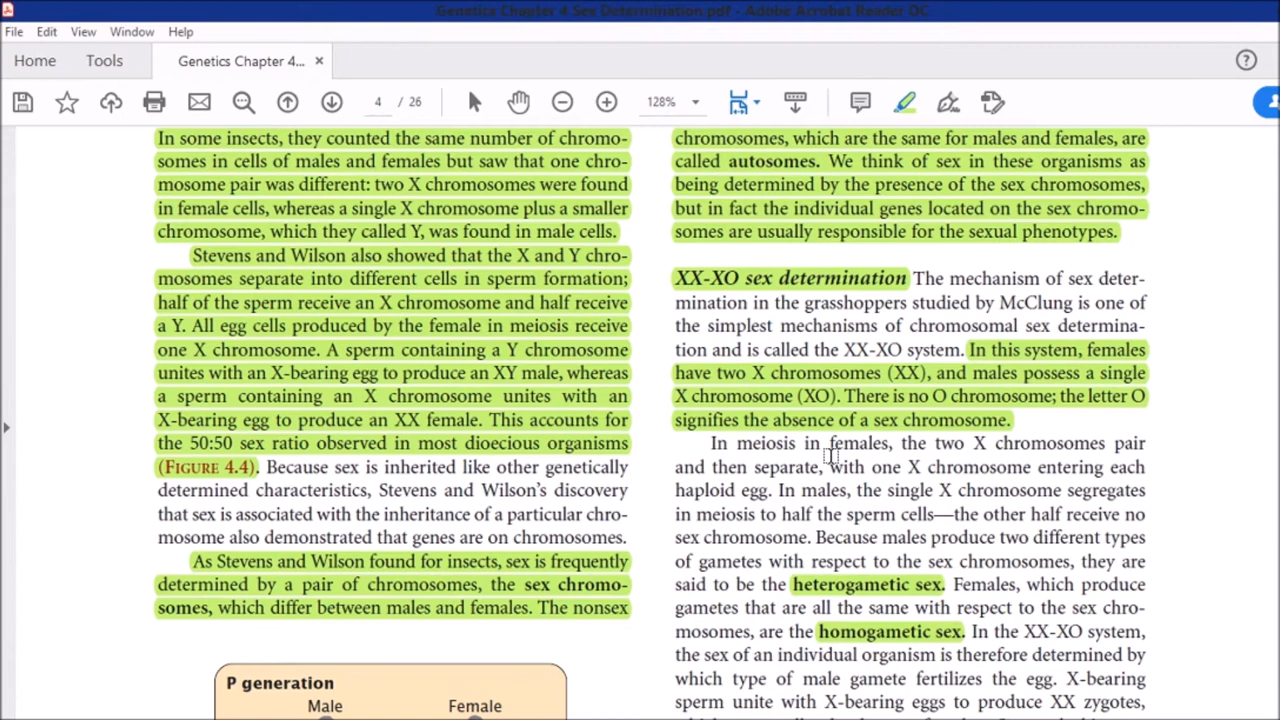 Genetics Chapter 4 Sex Determination.pdf - Adobe Acrobat Reader DC
File Edit View Window Help
Home Tools Genetics Chapter 4... ×
4 / 26 128%
In some insects, they counted the same number of chromo-
somes in cells of males and females but saw that one chro-
mosome pair was different: two X chromosomes were found
in female cells, whereas a single X chromosome plus a smaller
chromosome, which they called Y, was found in male cells.
Stevens and Wilson also showed that the X and Y chro-
mosomes separate into different cells in sperm formation;
half of the sperm receive an X chromosome and half receive
a Y. All egg cells produced by the female in meiosis receive
one X chromosome. A sperm containing a Y chromosome
unites with an X-bearing egg to produce an XY male, whereas
a sperm containing an X chromosome unites with an
X-bearing egg to produce an XX female. This accounts for
the 50:50 sex ratio observed in most dioecious organisms
(FIGURE 4.4). Because sex is inherited like other genetically
determined characteristics, Stevens and Wilson's discovery
that sex is associated with the inheritance of a particular chro-
mosome also demonstrated that genes are on chromosomes.
As Stevens and Wilson found for insects, sex is frequently
determined by a pair of chromosomes, the sex chromo-
somes, which differ between males and females. The nonsex
P generation
Male Female
chromosomes, which are the same for males and females, are
called autosomes. We think of sex in these organisms as
being determined by the presence of the sex chromosomes,
but in fact the individual genes located on the sex chromo-
somes are usually responsible for the sexual phenotypes.
XX-XO sex determination The mechanism of sex deter-
mination in the grasshoppers studied by McClung is one of
the simplest mechanisms of chromosomal sex determina-
tion and is called the XX-XO system. In this system, females
have two X chromosomes (XX), and males possess a single
X chromosome (XO). There is no O chromosome; the letter O
signifies the absence of a sex chromosome.
In meiosis in females, the two X chromosomes pair
and then separate, with one X chromosome entering each
haploid egg. In males, the single X chromosome segregates
in meiosis to half the sperm cells—the other half receive no
sex chromosome. Because males produce two different types
of gametes with respect to the sex chromosomes, they are
said to be the heterogametic sex. Females, which produce
gametes that are all the same with respect to the sex chro-
mosomes, are the homogametic sex. In the XX-XO system,
the sex of an individual organism is therefore determined by
which type of male gamete fertilizes the egg. X-bearing
sperm unite with X-bearing eggs to produce XX zygotes,